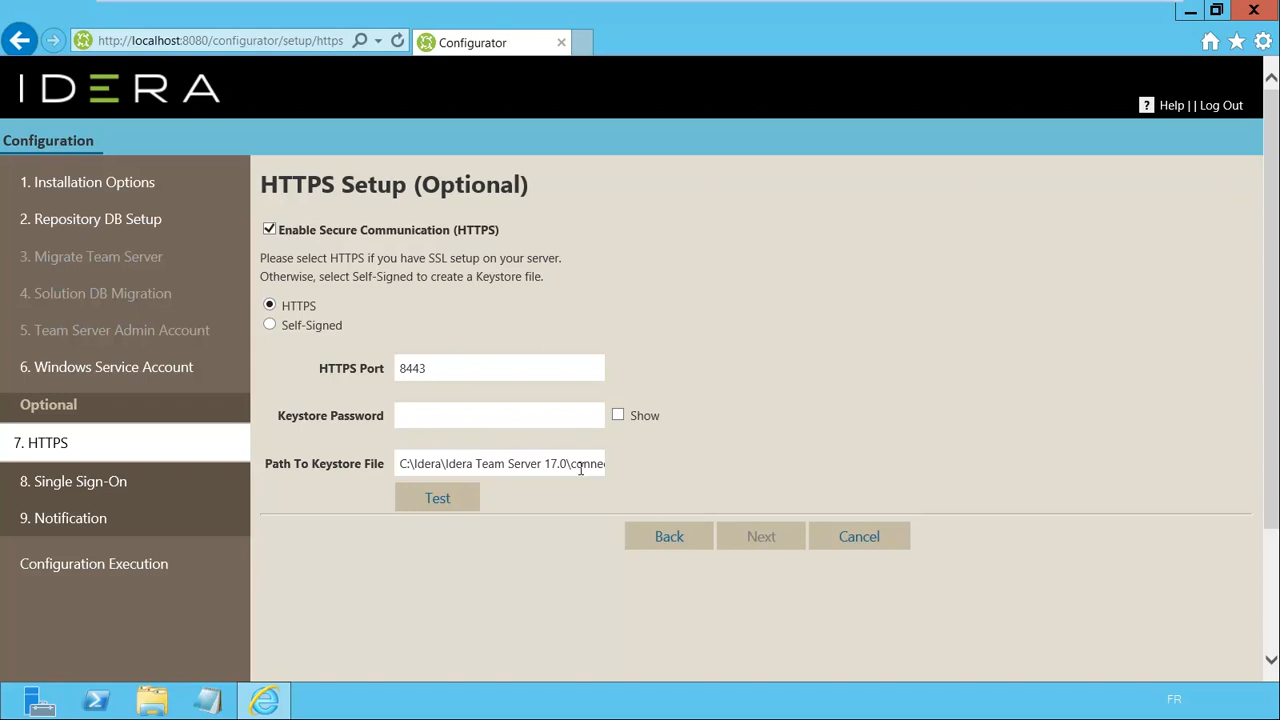 http://localhost:8080/configurator/setup/https
Configurator
IDERA
? Help | | Log Out
Configuration
1. Installation Options
2. Repository DB Setup
3. Migrate Team Server
4. Solution DB Migration
5. Team Server Admin Account
6. Windows Service Account
Optional
7. HTTPS
8. Single Sign-On
9. Notification
Configuration Execution
HTTPS Setup (Optional)
Enable Secure Communication (HTTPS)
Please select HTTPS if you have SSL setup on your server.
Otherwise, select Self-Signed to create a Keystore file.
HTTPS
Self-Signed
HTTPS Port 8443
Keystore Password Show
Path To Keystore File C:\Idera\Idera Team Server 17.0\connec
Test
Back Next Cancel
FR